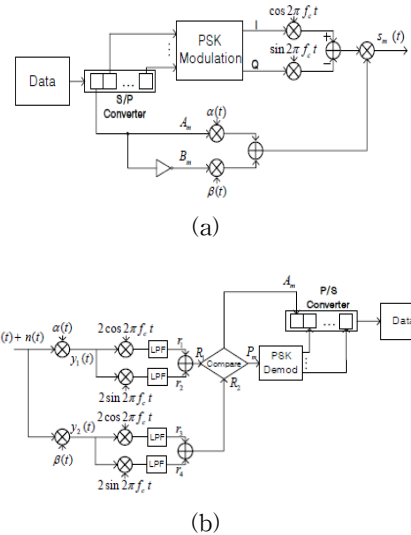 cos 2π f_c t
PSK Modulation
I
Q
+
−
sin 2π f_c t
s_m (t)
Data
S/P Converter
A_m
α(t)
B_m
β(t)
(a)
(t) + n(t)
α(t)
y_1 (t)
2 cos 2π f_c t
LPF
r_1
2 sin 2π f_c t
LPF
r_2
y_2 (t)
β(t)
2 cos 2π f_c t
LPF
r_3
2 sin 2π f_c t
LPF
r_4
R_1
R_2
Compare
A_m
P_m
PSK Demod
P/S Converter
...
Data
(b)